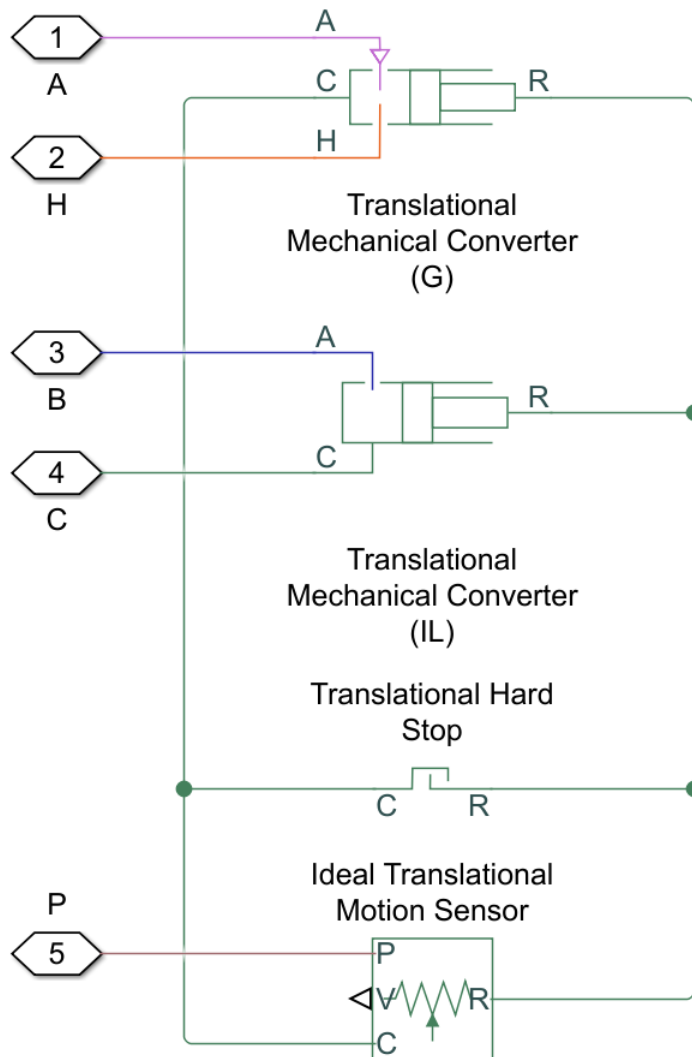 1
A
A
C
R
2
H
H
Translational
Mechanical Converter
(G)
3
B
A
R
4
C
C
Translational
Mechanical Converter
(IL)
Translational Hard
Stop
C
R
Ideal Translational
Motion Sensor
P
5
P
V
R
C